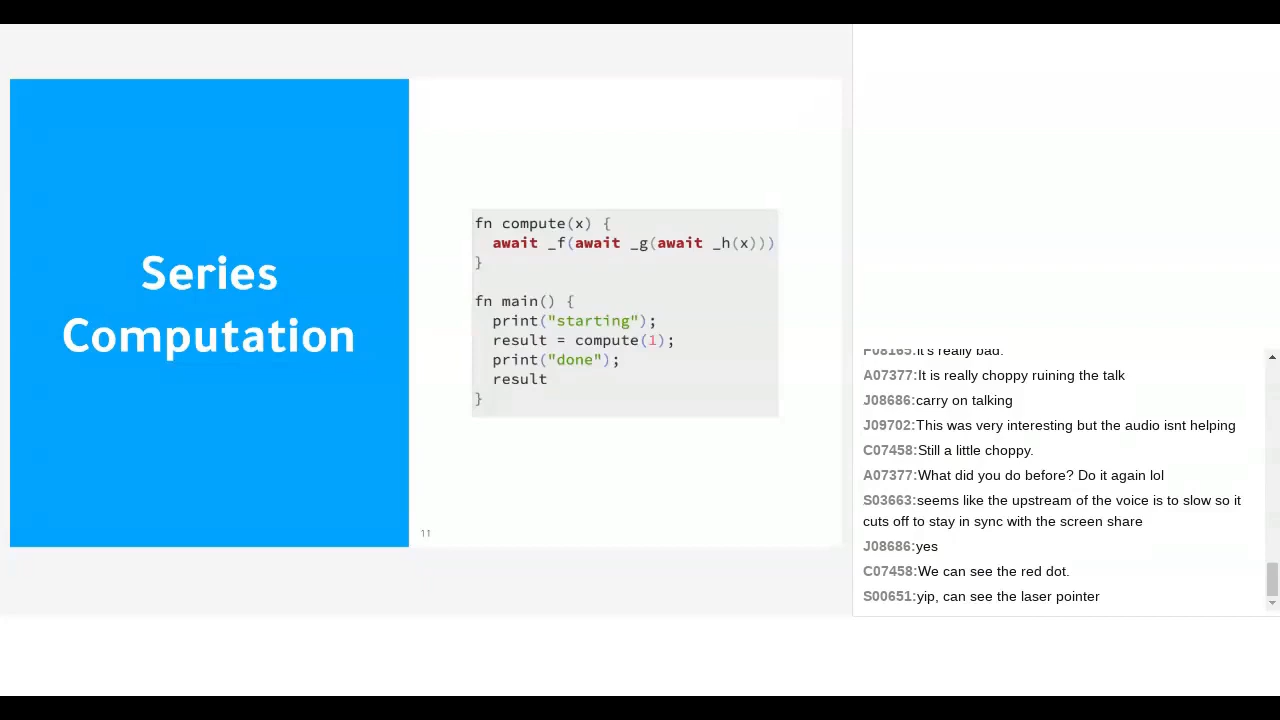 Series
Computation
fn compute(x) {
await _f(await _g(await _h(x)))
}
fn main() {
print("starting");
result = compute(1);
print("done");
result
}
11
F08165:it's really bad.
A07377:It is really choppy ruining the talk
J08686:carry on talking
J09702:This was very interesting but the audio isnt helping
C07458:Still a little choppy.
A07377:What did you do before? Do it again lol
S03663:seems like the upstream of the voice is to slow so it
cuts off to stay in sync with the screen share
J08686:yes
C07458:We can see the red dot.
S00651:yip, can see the laser pointer